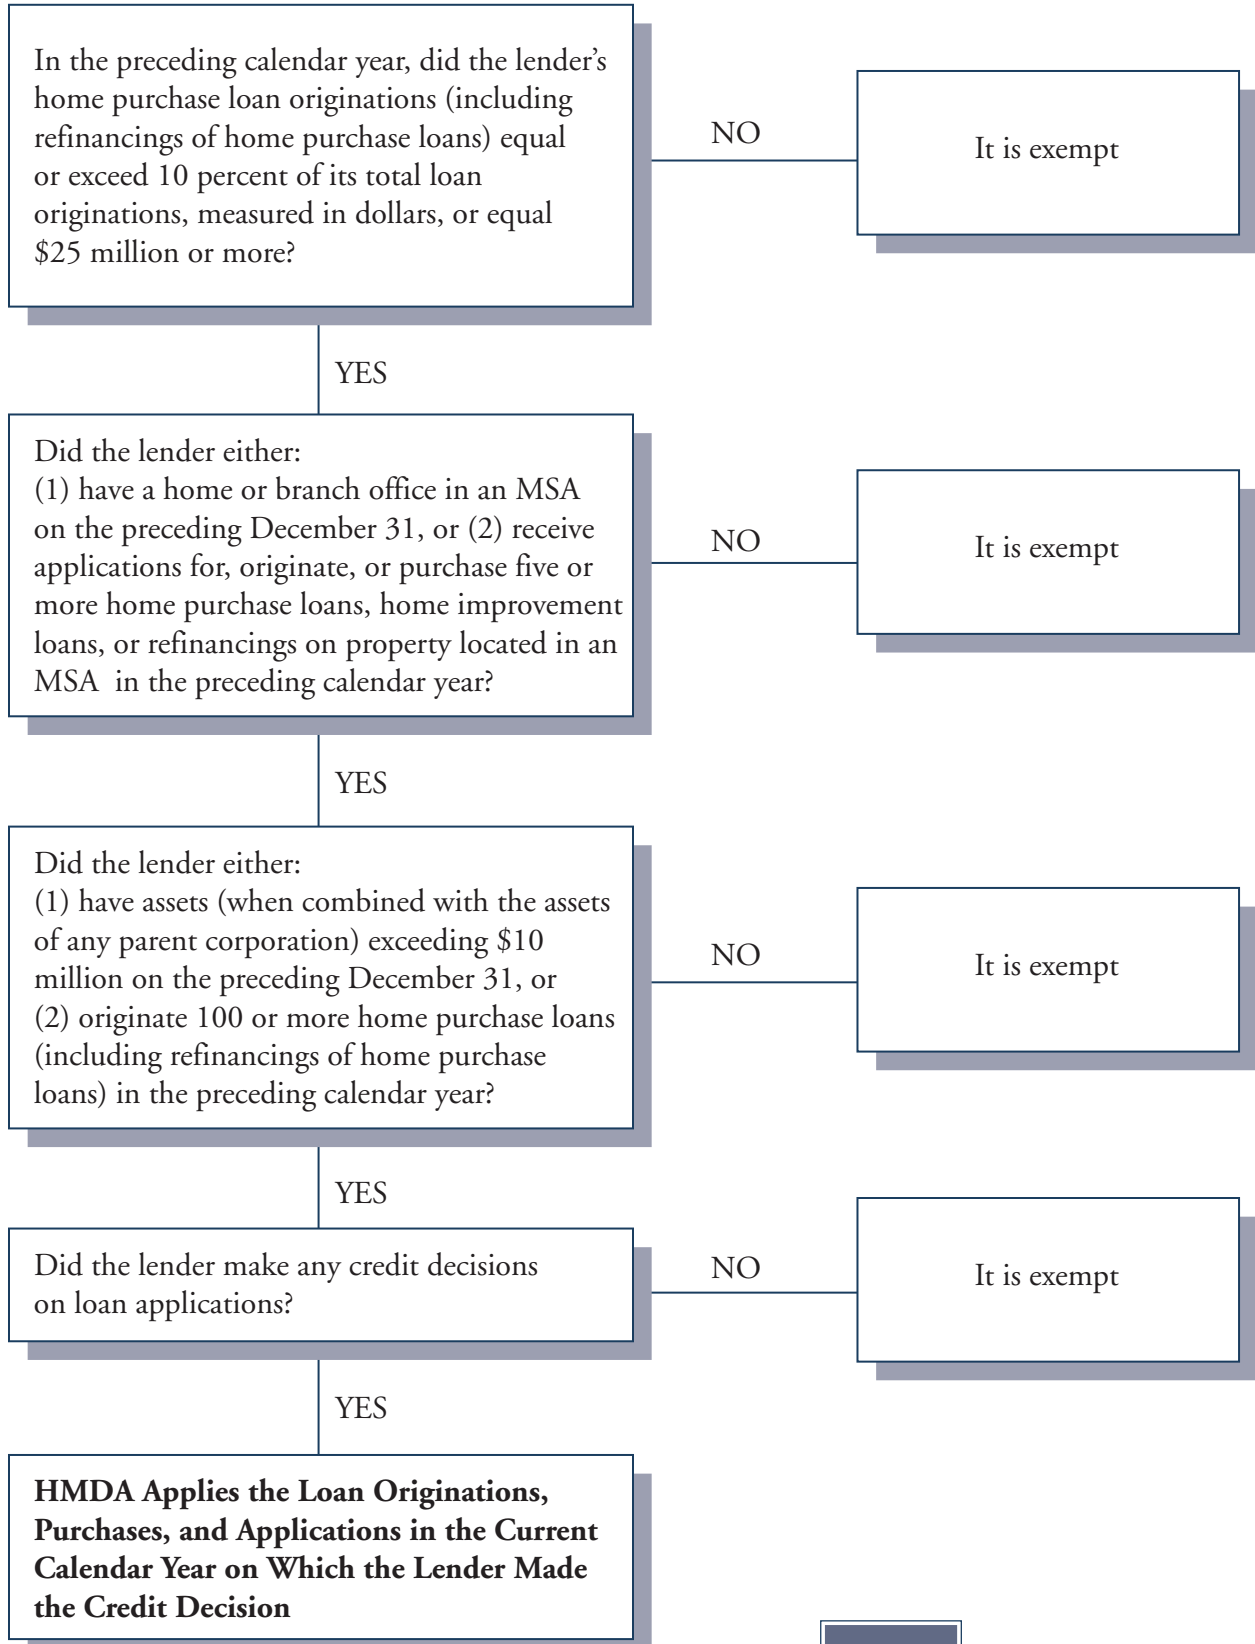 In the preceding calendar year, did the lender’s
home purchase loan originations (including
refinancings of home purchase loans) equal
or exceed 10 percent of its total loan
originations, measured in dollars, or equal
$25 million or more?
NO
It is exempt
YES
Did the lender either:
(1) have a home or branch office in an MSA
on the preceding December 31, or (2) receive
applications for, originate, or purchase five or
more home purchase loans, home improvement
loans, or refinancings on property located in an
MSA  in the preceding calendar year?
NO
It is exempt
YES
Did the lender either:
(1) have assets (when combined with the assets
of any parent corporation) exceeding $10
million on the preceding December 31, or
(2) originate 100 or more home purchase loans
(including refinancings of home purchase
loans) in the preceding calendar year?
NO
It is exempt
YES
Did the lender make any credit decisions
on loan applications?
NO
It is exempt
YES
HMDA Applies the Loan Originations,
Purchases, and Applications in the Current
Calendar Year on Which the Lender Made
the Credit Decision